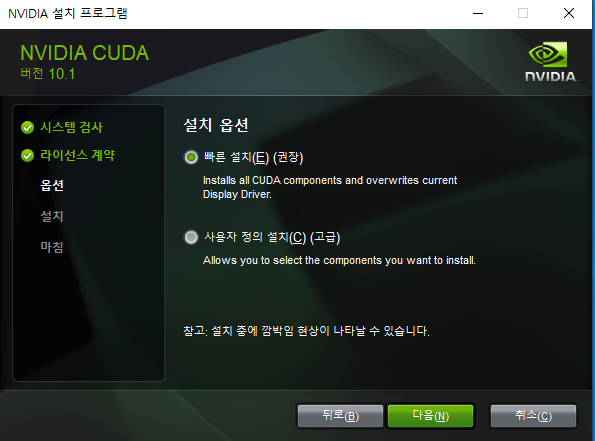 NVIDIA 설치 프로그램
NVIDIA CUDA
버전 10.1
NVIDIA.
시스템 검사
라이선스 계약
옵션
설치
마침
설치 옵션
빠른 설치(E) (권장)
Installs all CUDA components and overwrites current
Display Driver.
사용자 정의 설치(C) (고급)
Allows you to select the components you want to install.
참고: 설치 중에 깜박임 현상이 나타날 수 있습니다.
뒤로(B)
다음(N)
취소(C)